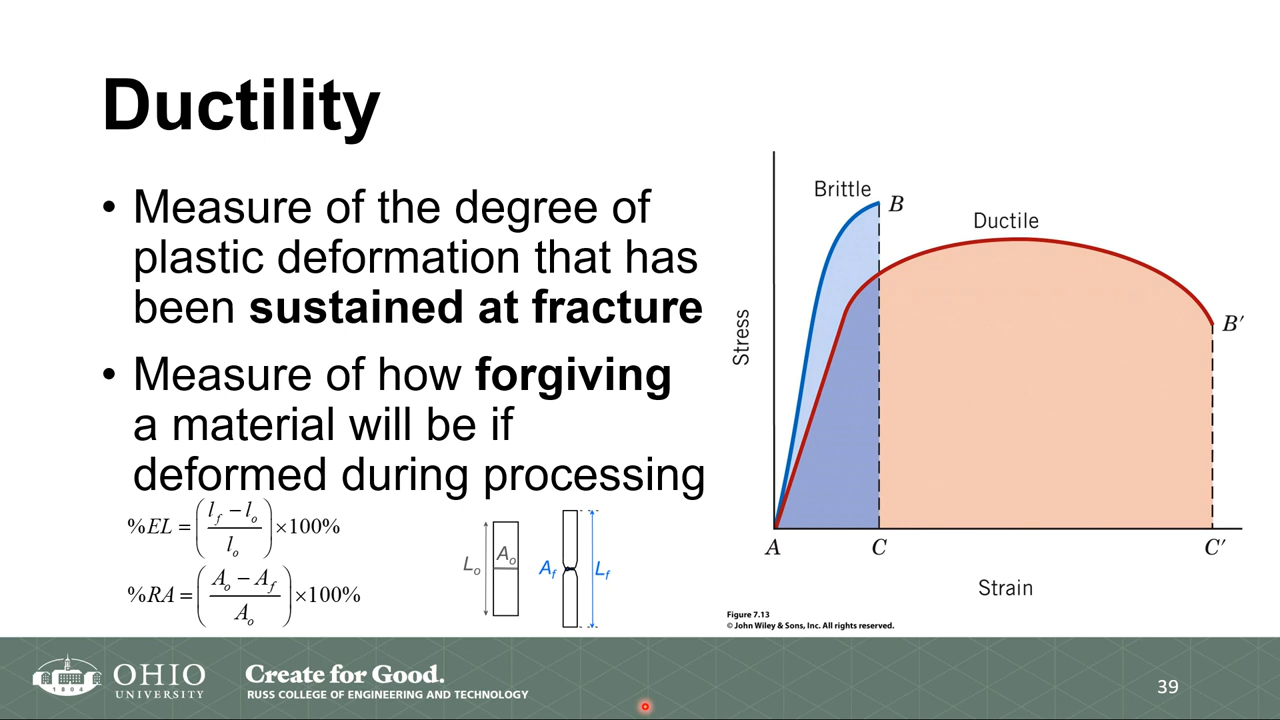 Ductility
• Measure of the degree of
plastic deformation that has
been sustained at fracture
• Measure of how forgiving
a material will be if
deformed during processing
%EL = ( (l_f − l_o) / l_o ) ×100%
%RA = ( (A_o − A_f) / A_o ) ×100%
L_o A_o A_f L_f
Brittle
B
Ductile
B′
Stress
A C C′
Strain
Figure 7.13
© John Wiley & Sons, Inc. All rights reserved.
1804
OHIO
UNIVERSITY
Create for Good.
RUSS COLLEGE OF ENGINEERING AND TECHNOLOGY
39